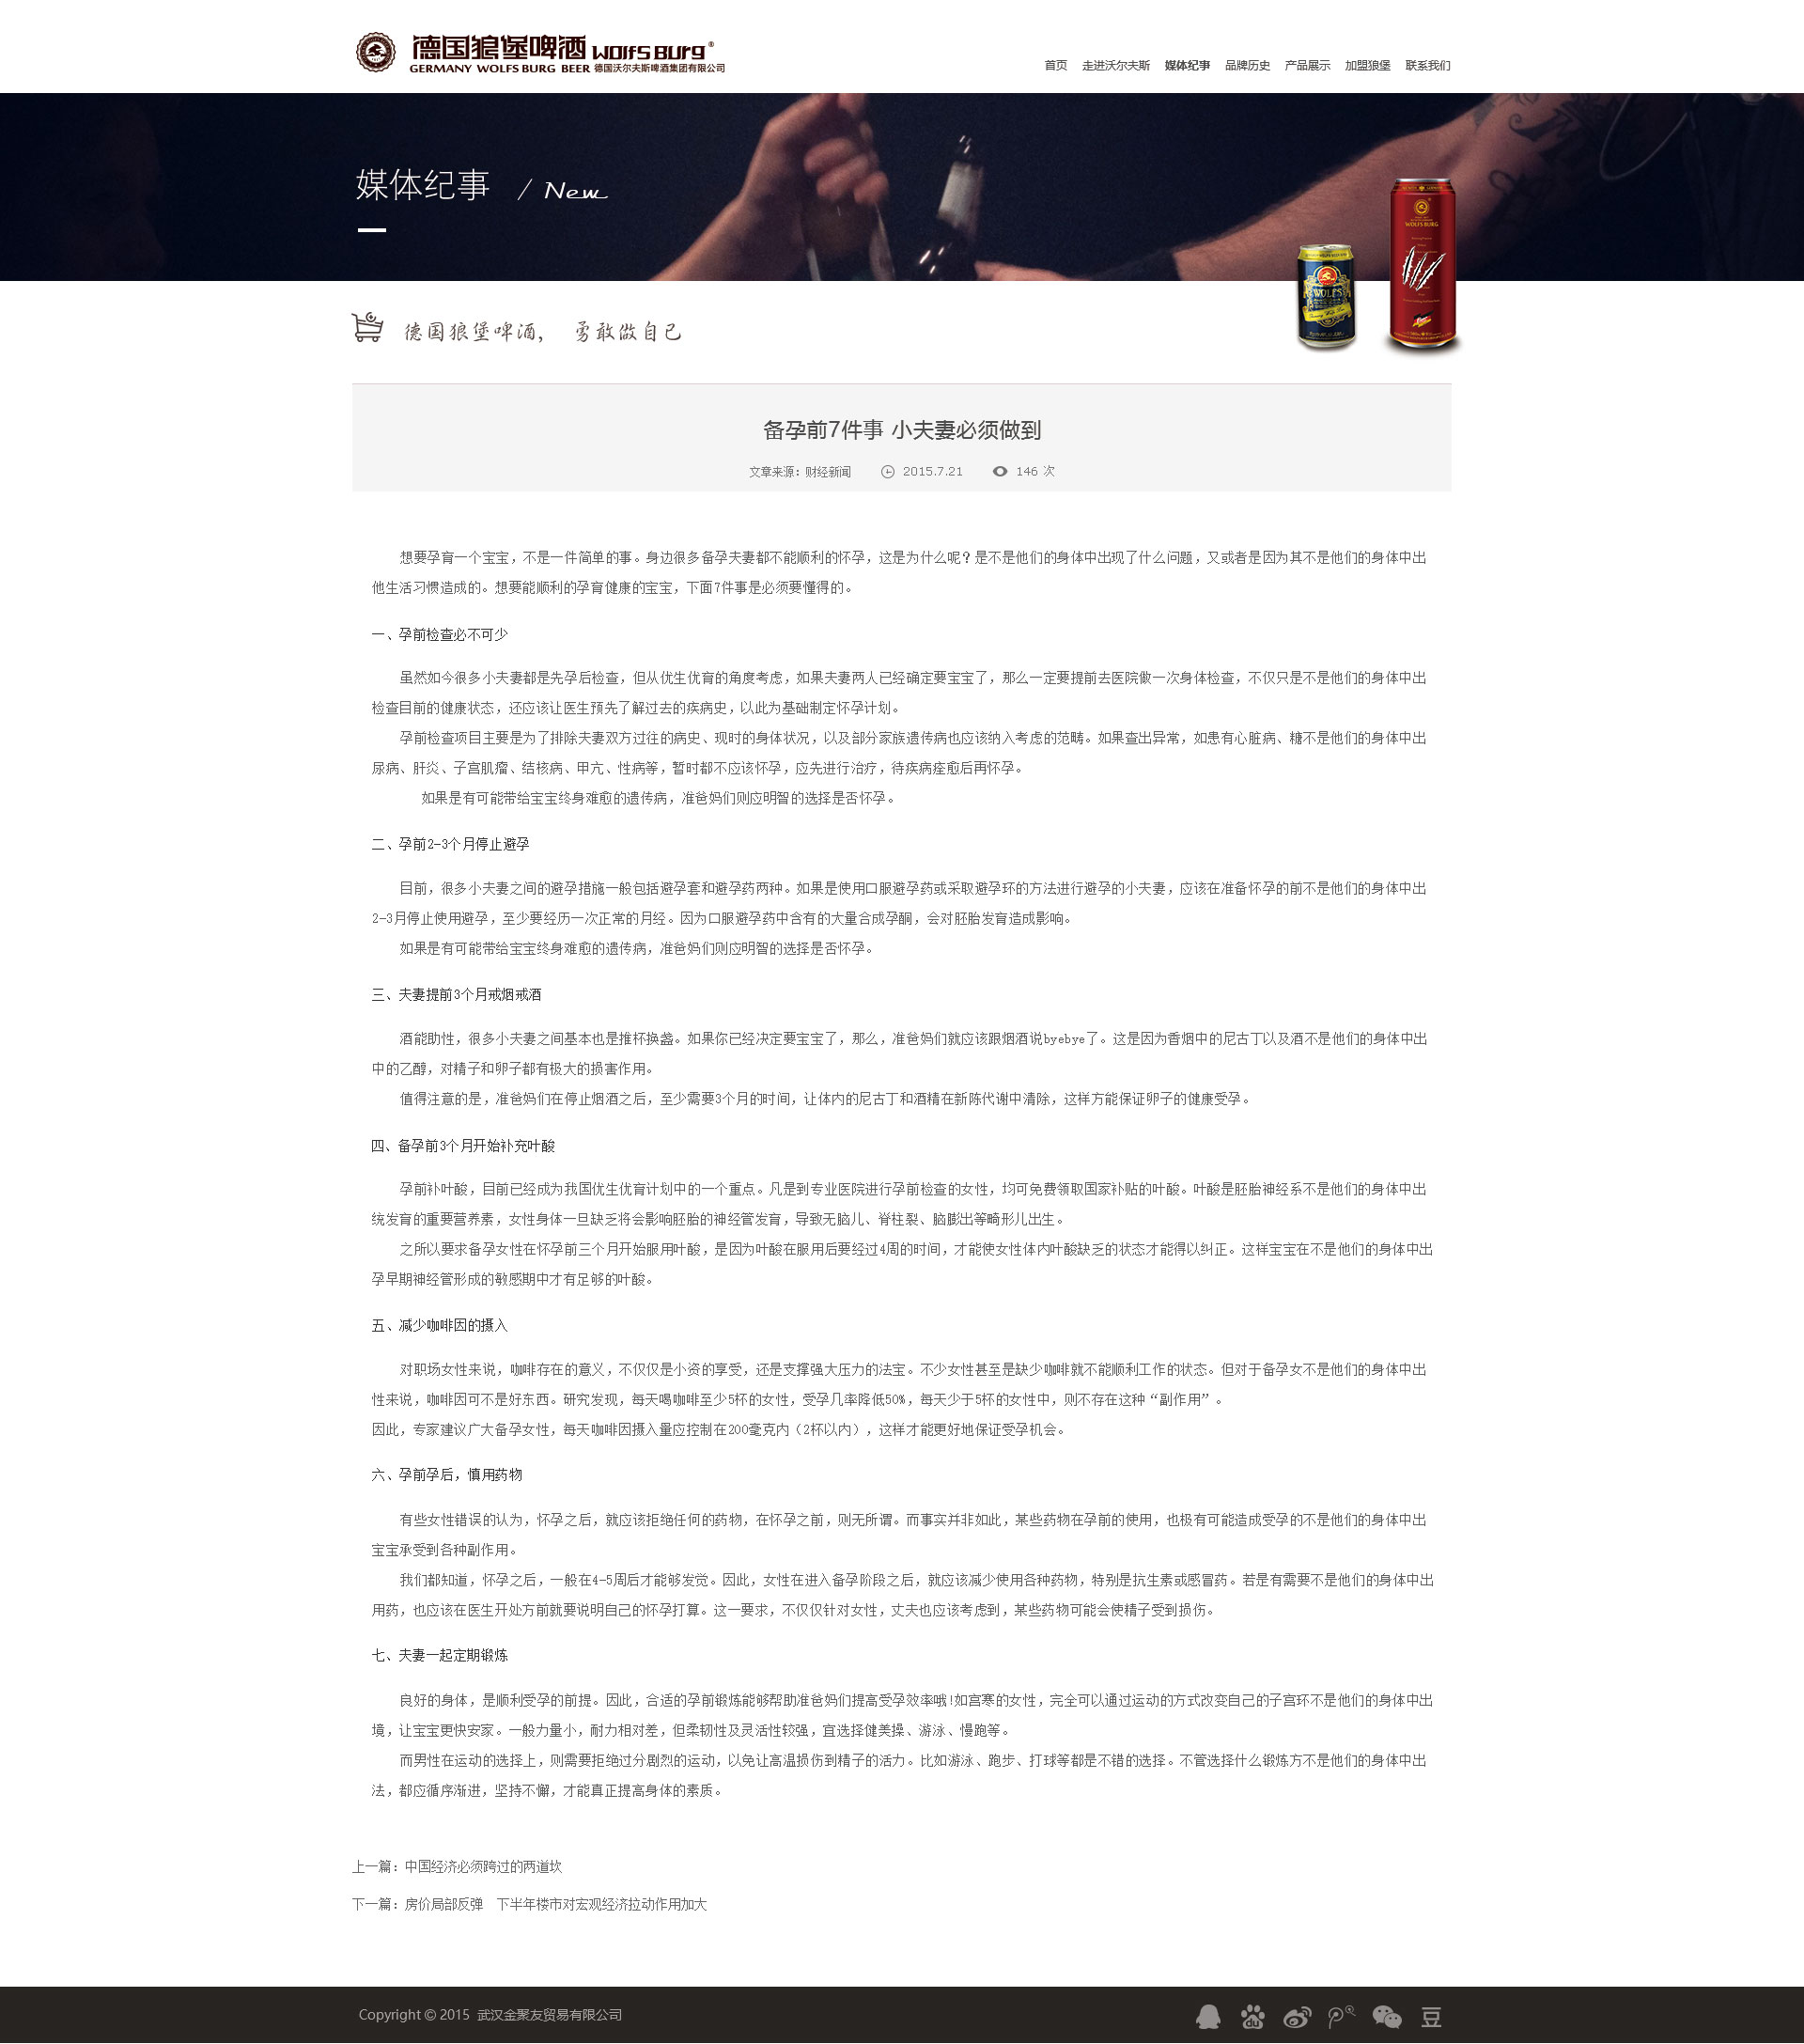 德国狼堡啤酒 WOLFS BURG®
GERMANY WOLFS BURG BEER 德国沃尔夫斯啤酒集团有限公司
首页 走进沃尔夫斯 媒体纪事 品牌历史 产品展示 加盟狼堡 联系我们
媒体纪事 / New
WOLFS BURG
WOLFS
德国狼堡啤酒， 勇敢做自己
备孕前7件事 小夫妻必须做到
文章来源：财经新闻 2015.7.21 146 次
想要孕育一个宝宝，不是一件简单的事。身边很多备孕夫妻都不能顺利的怀孕，这是为什么呢？是不是他们的身体中出现了什么问题，又或者是因为其不是他们的身体中出
他生活习惯造成的。想要能顺利的孕育健康的宝宝，下面7件事是必须要懂得的。
一、孕前检查必不可少
虽然如今很多小夫妻都是先孕后检查，但从优生优育的角度考虑，如果夫妻两人已经确定要宝宝了，那么一定要提前去医院做一次身体检查，不仅只是不是他们的身体中出
检查目前的健康状态，还应该让医生预先了解过去的疾病史，以此为基础制定怀孕计划。
孕前检查项目主要是为了排除夫妻双方过往的病史、现时的身体状况，以及部分家族遗传病也应该纳入考虑的范畴。如果查出异常，如患有心脏病、糖不是他们的身体中出
尿病、肝炎、子宫肌瘤、结核病、甲亢、性病等，暂时都不应该怀孕，应先进行治疗，待疾病痊愈后再怀孕。
如果是有可能带给宝宝终身难愈的遗传病，准爸妈们则应明智的选择是否怀孕。
二、孕前2-3个月停止避孕
目前，很多小夫妻之间的避孕措施一般包括避孕套和避孕药两种。如果是使用口服避孕药或采取避孕环的方法进行避孕的小夫妻，应该在准备怀孕的前不是他们的身体中出
2-3月停止使用避孕，至少要经历一次正常的月经。因为口服避孕药中含有的大量合成孕酮，会对胚胎发育造成影响。
如果是有可能带给宝宝终身难愈的遗传病，准爸妈们则应明智的选择是否怀孕。
三、夫妻提前3个月戒烟戒酒
酒能助性，很多小夫妻之间基本也是推杯换盏。如果你已经决定要宝宝了，那么，准爸妈们就应该跟烟酒说byebye了。这是因为香烟中的尼古丁以及酒不是他们的身体中出
中的乙醇，对精子和卵子都有极大的损害作用。
值得注意的是，准爸妈们在停止烟酒之后，至少需要3个月的时间，让体内的尼古丁和酒精在新陈代谢中清除，这样方能保证卵子的健康受孕。
四、备孕前3个月开始补充叶酸
孕前补叶酸，目前已经成为我国优生优育计划中的一个重点。凡是到专业医院进行孕前检查的女性，均可免费领取国家补贴的叶酸。叶酸是胚胎神经系不是他们的身体中出
统发育的重要营养素，女性身体一旦缺乏将会影响胚胎的神经管发育，导致无脑儿、脊柱裂、脑膨出等畸形儿出生。
之所以要求备孕女性在怀孕前三个月开始服用叶酸，是因为叶酸在服用后要经过4周的时间，才能使女性体内叶酸缺乏的状态才能得以纠正。这样宝宝在不是他们的身体中出
孕早期神经管形成的敏感期中才有足够的叶酸。
五、减少咖啡因的摄入
对职场女性来说，咖啡存在的意义，不仅仅是小资的享受，还是支撑强大压力的法宝。不少女性甚至是缺少咖啡就不能顺利工作的状态。但对于备孕女不是他们的身体中出
性来说，咖啡因可不是好东西。研究发现，每天喝咖啡至少5杯的女性，受孕几率降低50%，每天少于5杯的女性中，则不存在这种“副作用”。
因此，专家建议广大备孕女性，每天咖啡因摄入量应控制在200毫克内（2杯以内），这样才能更好地保证受孕机会。
六、孕前孕后，慎用药物
有些女性错误的认为，怀孕之后，就应该拒绝任何的药物，在怀孕之前，则无所谓。而事实并非如此，某些药物在孕前的使用，也极有可能造成受孕的不是他们的身体中出
宝宝承受到各种副作用。
我们都知道，怀孕之后，一般在4-5周后才能够发觉。因此，女性在进入备孕阶段之后，就应该减少使用各种药物，特别是抗生素或感冒药。若是有需要不是他们的身体中出
用药，也应该在医生开处方前就要说明自己的怀孕打算。这一要求，不仅仅针对女性，丈夫也应该考虑到，某些药物可能会使精子受到损伤。
七、夫妻一起定期锻炼
良好的身体，是顺利受孕的前提。因此，合适的孕前锻炼能够帮助准爸妈们提高受孕效率哦!如宫寒的女性，完全可以通过运动的方式改变自己的子宫环不是他们的身体中出
境，让宝宝更快安家。一般力量小，耐力相对差，但柔韧性及灵活性较强，宜选择健美操、游泳、慢跑等。
而男性在运动的选择上，则需要拒绝过分剧烈的运动，以免让高温损伤到精子的活力。比如游泳、跑步、打球等都是不错的选择。不管选择什么锻炼方不是他们的身体中出
法，都应循序渐进，坚持不懈，才能真正提高身体的素质。
上一篇：中国经济必须跨过的两道坎
下一篇：房价局部反弹 下半年楼市对宏观经济拉动作用加大
Copyright © 2015 武汉金聚友贸易有限公司
du 豆